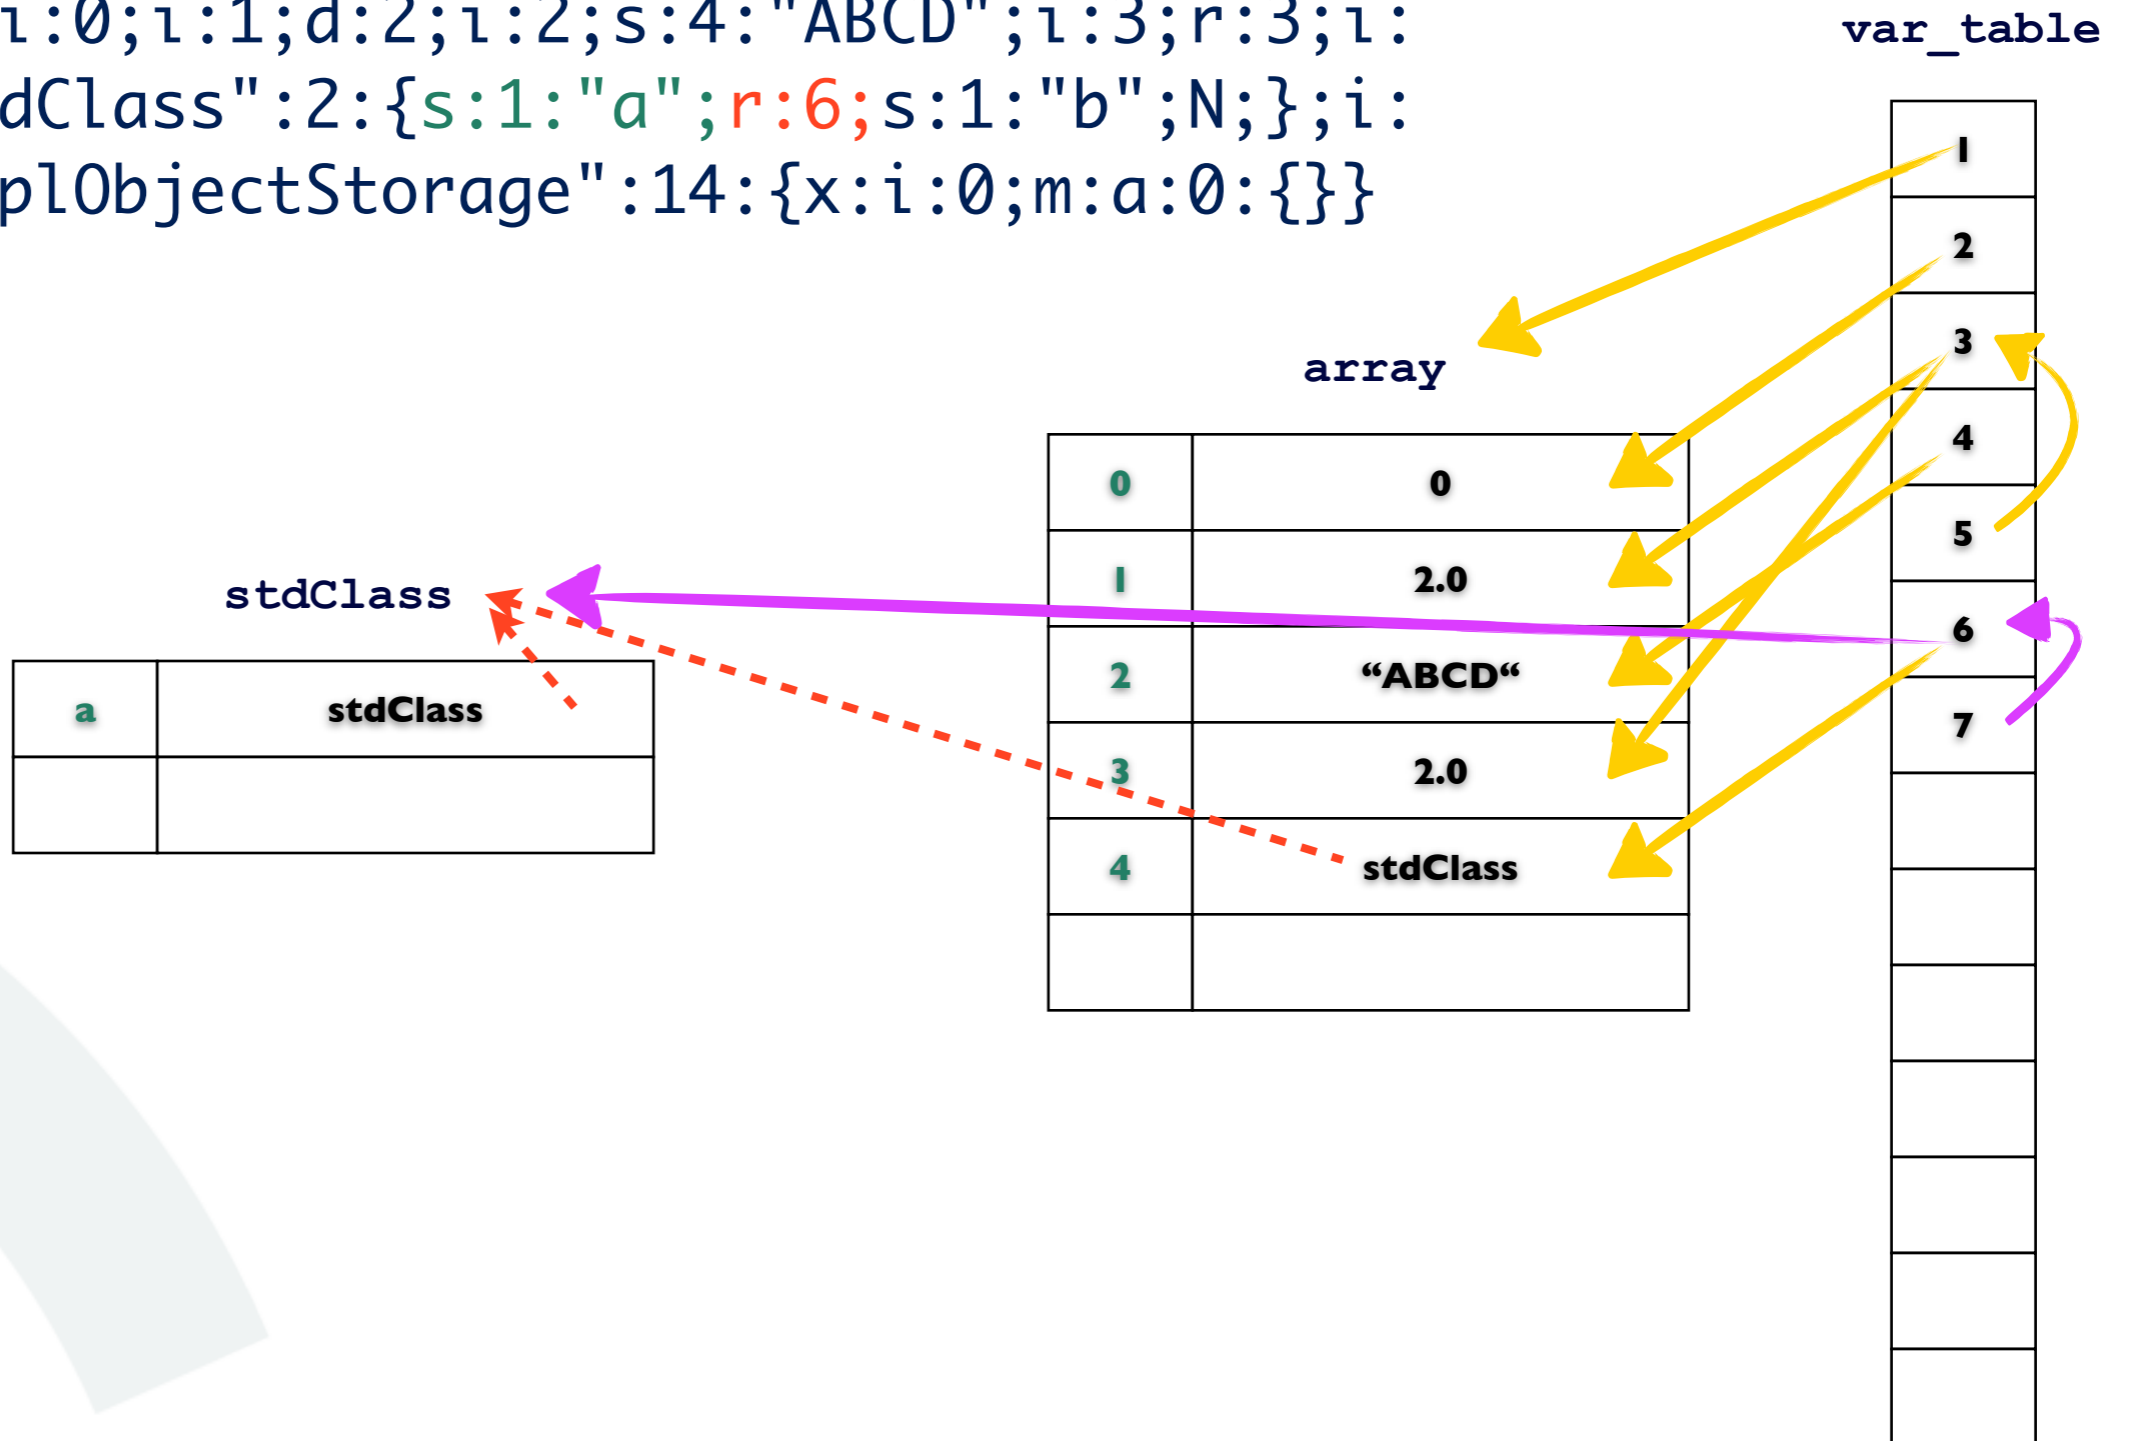 i:0;i:1;d:2;i:2;s:4:"ABCD";i:3;r:3;i:
dClass":2:{s:1:"a";r:6;s:1:"b";N;};i:
plObjectStorage":14:{x:i:0;m:a:0:{}}
var_table
1
2
3
4
5
6
7
array
0 0
1 2.0
2 “ABCD“
3 2.0
4 stdClass
stdClass
a stdClass